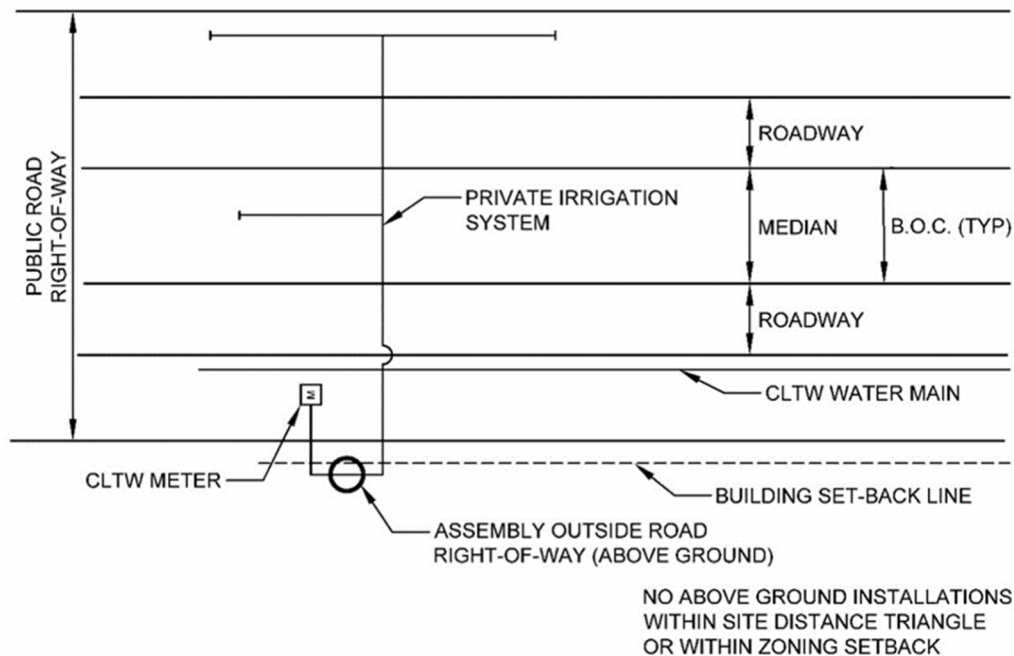 PUBLIC ROAD
RIGHT-OF-WAY
ROADWAY
PRIVATE IRRIGATION
SYSTEM
MEDIAN
B.O.C. (TYP)
ROADWAY
CLTW WATER MAIN
M
CLTW METER
BUILDING SET-BACK LINE
ASSEMBLY OUTSIDE ROAD
RIGHT-OF-WAY (ABOVE GROUND)
NO ABOVE GROUND INSTALLATIONS
WITHIN SITE DISTANCE TRIANGLE
OR WITHIN ZONING SETBACK